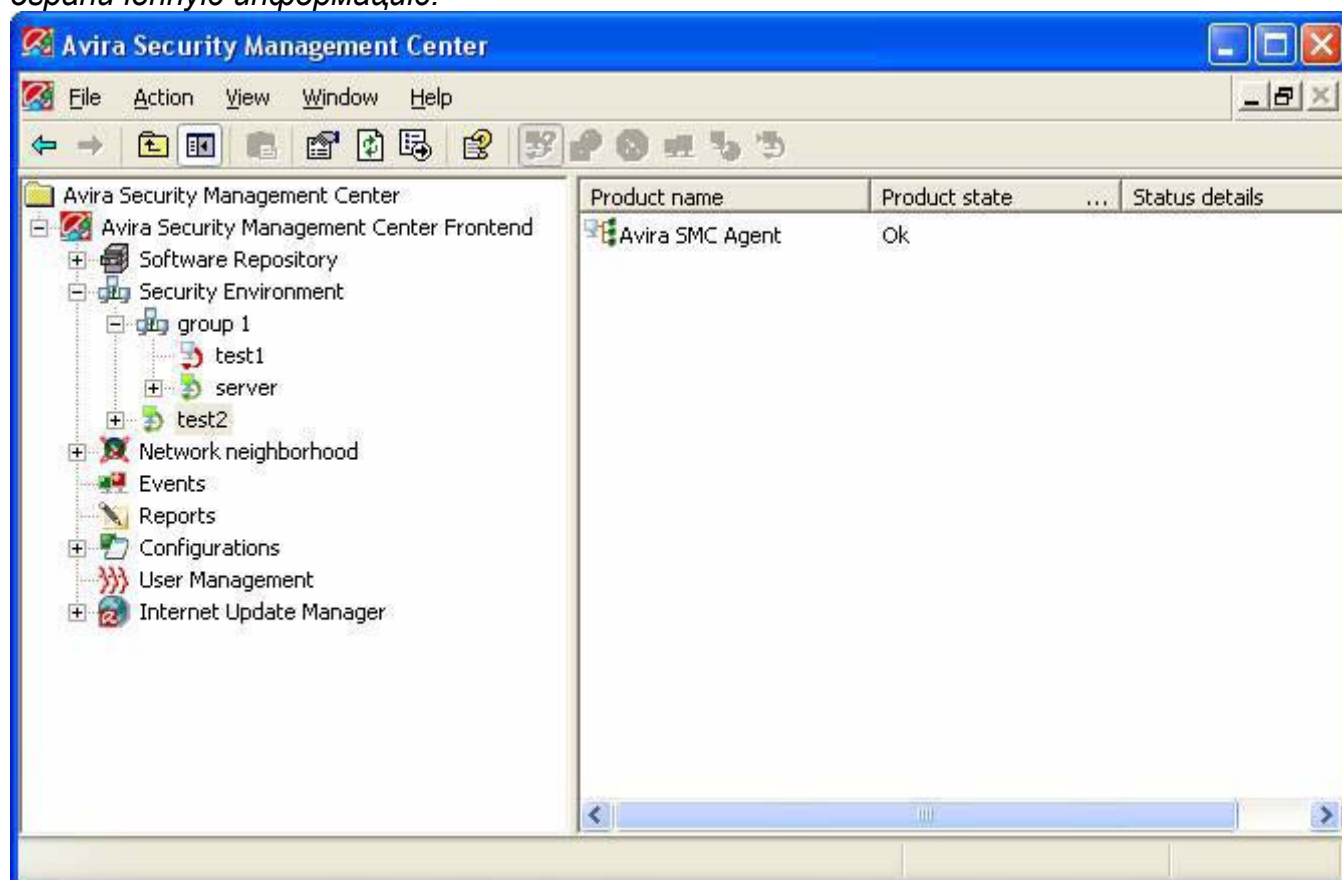 ограниченную информацию.
Avira Security Management Center
File Action View Window Help
Avira Security Management Center
Avira Security Management Center Frontend
Software Repository
Security Environment
group 1
test1
server
test2
Network neighborhood
Events
Reports
Configurations
User Management
Internet Update Manager
Product name Product state ... Status details
Avira SMC Agent Ok